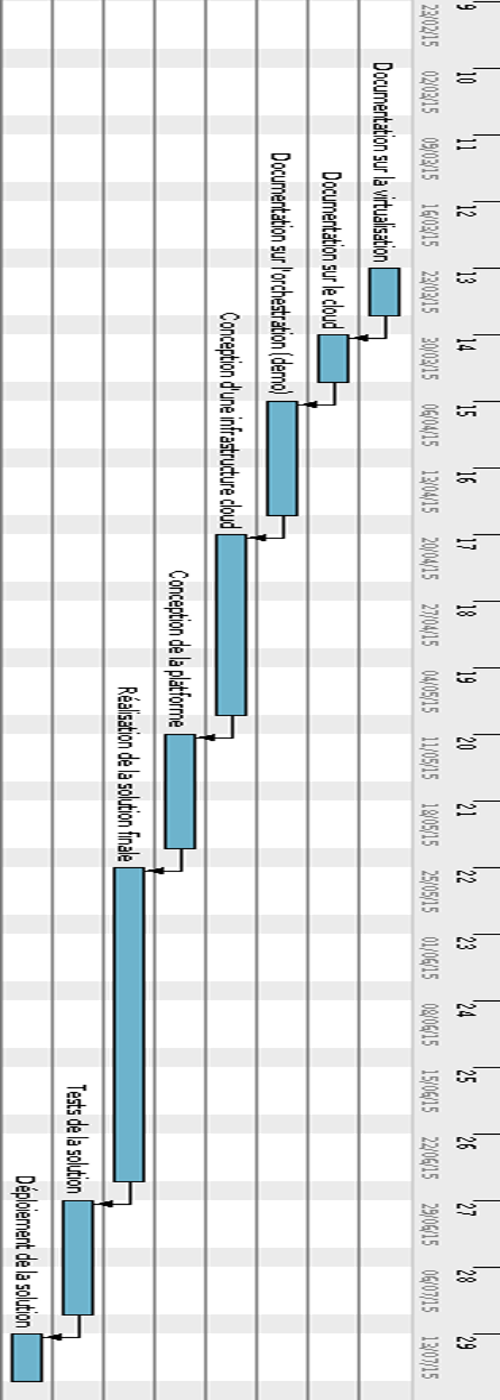 9 10 11 12 13 14 15 16 17 18 19 20 21 22 23 24 25 26 27 28 29
23/02/15 02/03/15 09/03/15 16/03/15 23/03/15 30/03/15 06/04/15 13/04/15 20/04/15 27/04/15 04/05/15 11/05/15 18/05/15 25/05/15 01/06/15 08/06/15 15/06/15 22/06/15 29/06/15 06/07/15 13/07/15
Documentation sur la virtualisation
Documentation sur le cloud
Documentation sur l'orchestration (demo)
Conception d'une infrastructure cloud
Conception de la platforme
Réalisation de la solution finale
Tests de la solution
Déploiement de la solution